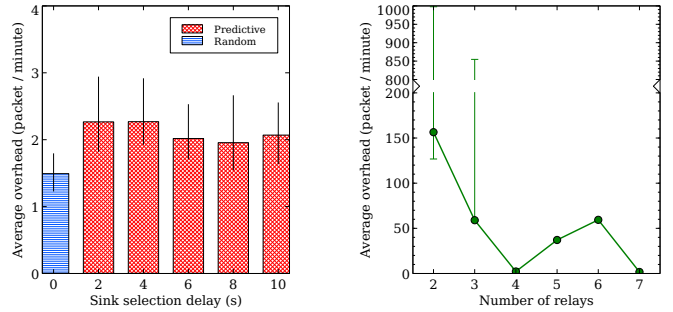 Average overhead (packet / minute)
4
3
2
1
0
Predictive
Random
0 2 4 6 8 10
Sink selection delay (s)
Average overhead (packet / minute)
1000
950
900
850
800
200
150
100
50
0
2 3 4 5 6 7
Number of relays